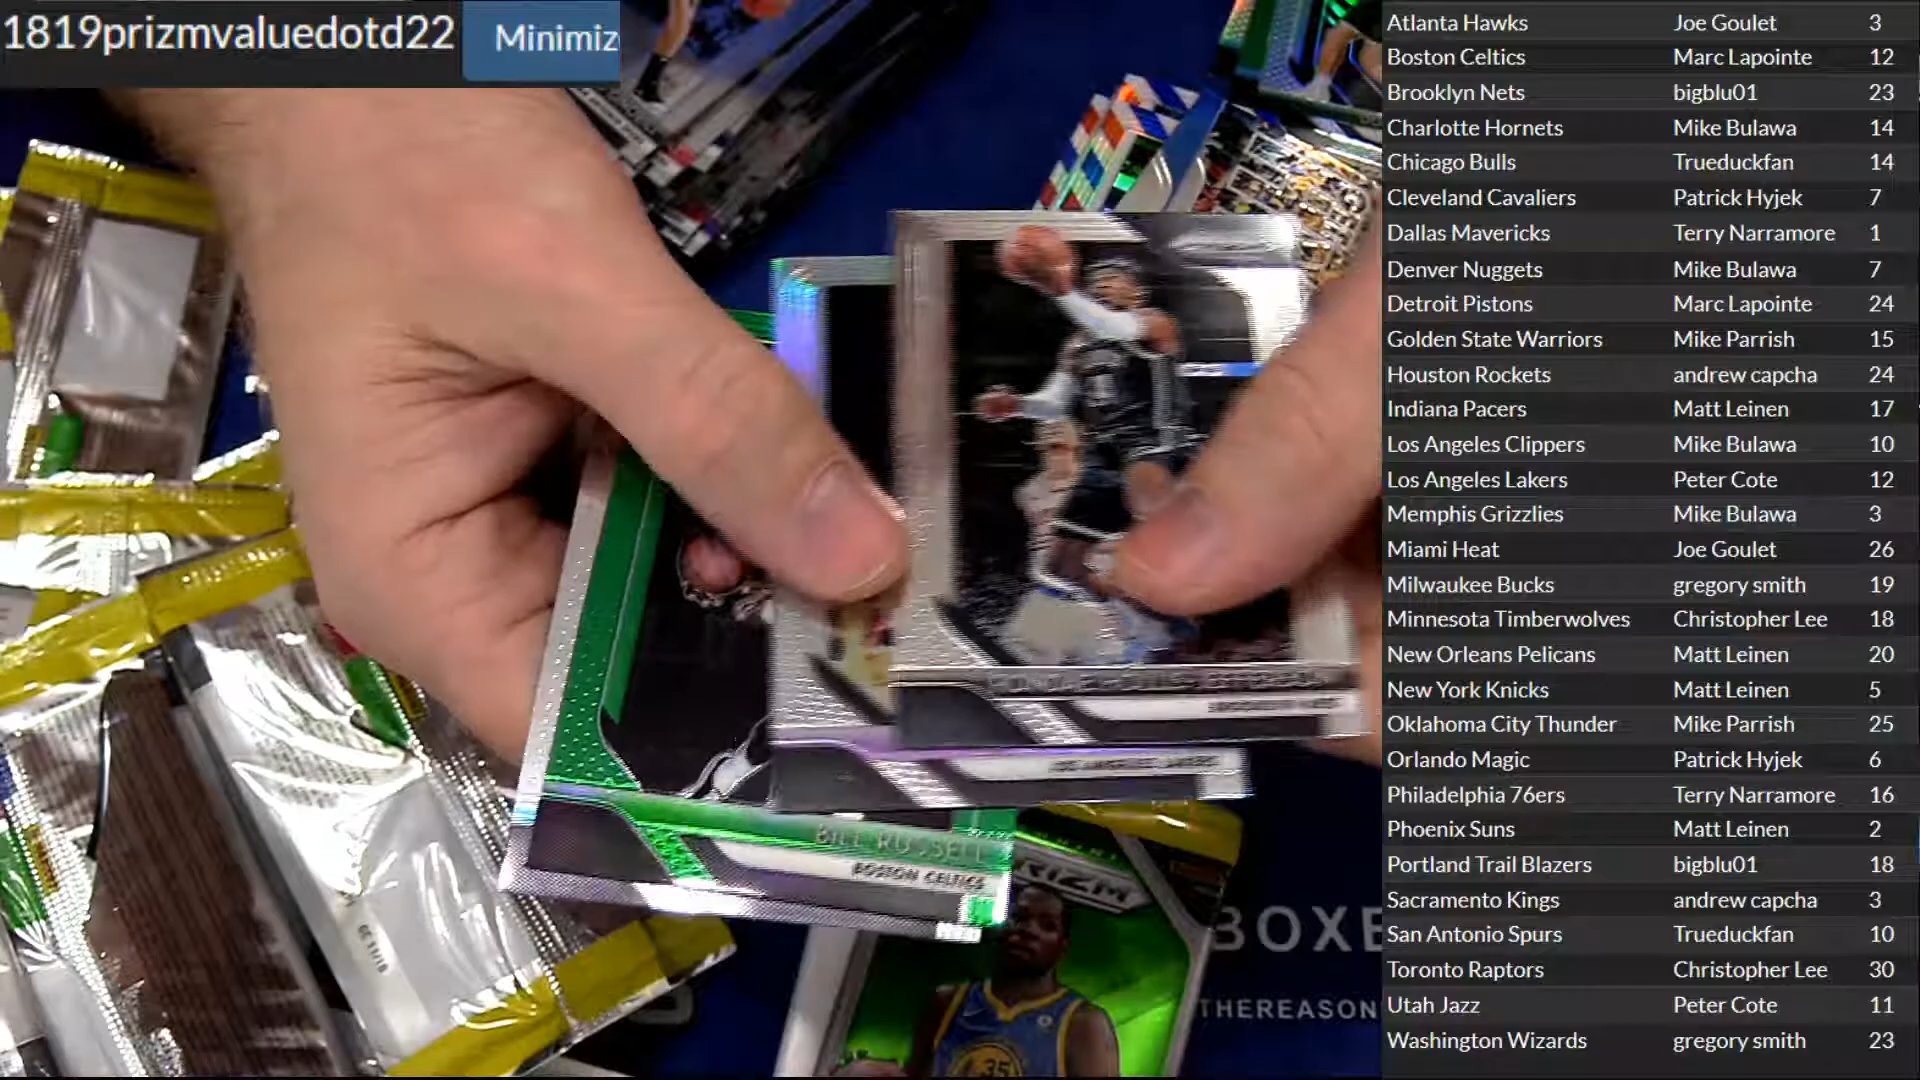 1819prizmvaluedotd22
Minimiz
Atlanta Hawks Joe Goulet 3
Boston Celtics Marc Lapointe 12
Brooklyn Nets bigblu01 23
Charlotte Hornets Mike Bulawa 14
Chicago Bulls Trueduckfan 14
Cleveland Cavaliers Patrick Hyjek 7
Dallas Mavericks Terry Narramore 1
Denver Nuggets Mike Bulawa 7
Detroit Pistons Marc Lapointe 24
Golden State Warriors Mike Parrish 15
Houston Rockets andrew capcha 24
Indiana Pacers Matt Leinen 17
Los Angeles Clippers Mike Bulawa 10
Los Angeles Lakers Peter Cote 12
Memphis Grizzlies Mike Bulawa 3
Miami Heat Joe Goulet 26
Milwaukee Bucks gregory smith 19
Minnesota Timberwolves Christopher Lee 18
New Orleans Pelicans Matt Leinen 20
New York Knicks Matt Leinen 5
Oklahoma City Thunder Mike Parrish 25
Orlando Magic Patrick Hyjek 6
Philadelphia 76ers Terry Narramore 16
Phoenix Suns Matt Leinen 2
Portland Trail Blazers bigblu01 18
Sacramento Kings andrew capcha 3
San Antonio Spurs Trueduckfan 10
Toronto Raptors Christopher Lee 30
Utah Jazz Peter Cote 11
Washington Wizards gregory smith 23
LOS ANGELES LAKERS
BILL RUSSELL
BOSTON CELTICS
PRIZM
35
BOXE
THEREASON